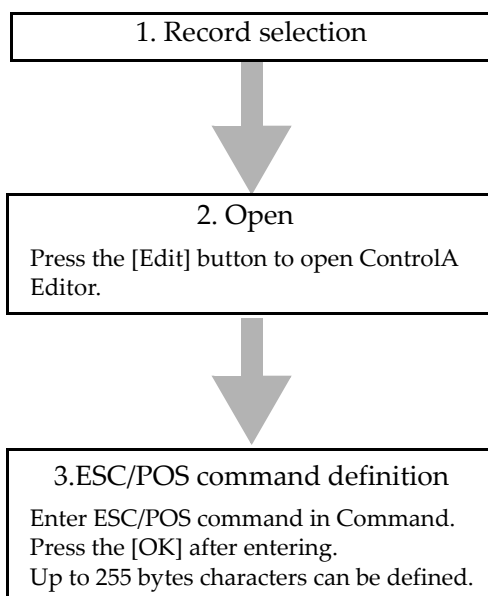 1. Record selection
2. Open
Press the [Edit] button to open ControlA
Editor.
3.ESC/POS command definition
Enter ESC/POS command in Command.
Press the [OK] after entering.
Up to 255 bytes characters can be defined.